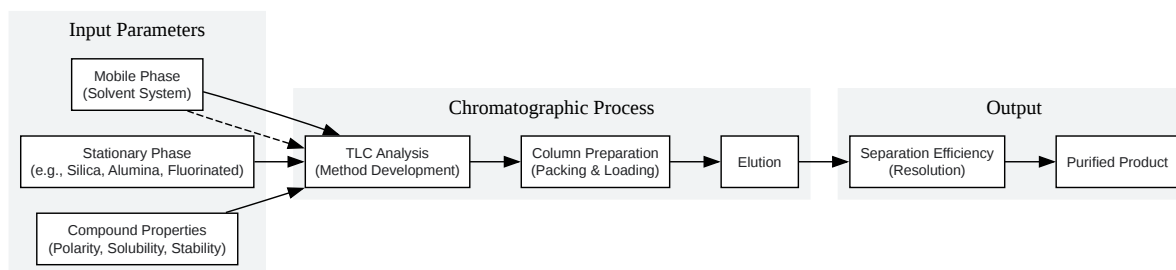 Input Parameters
Mobile Phase
(Solvent System)
Stationary Phase
(e.g., Silica, Alumina, Fluorinated)
Compound Properties
(Polarity, Solubility, Stability)
Chromatographic Process
TLC Analysis
(Method Development)
Column Preparation
(Packing & Loading)
Elution
Output
Separation Efficiency
(Resolution)
Purified Product